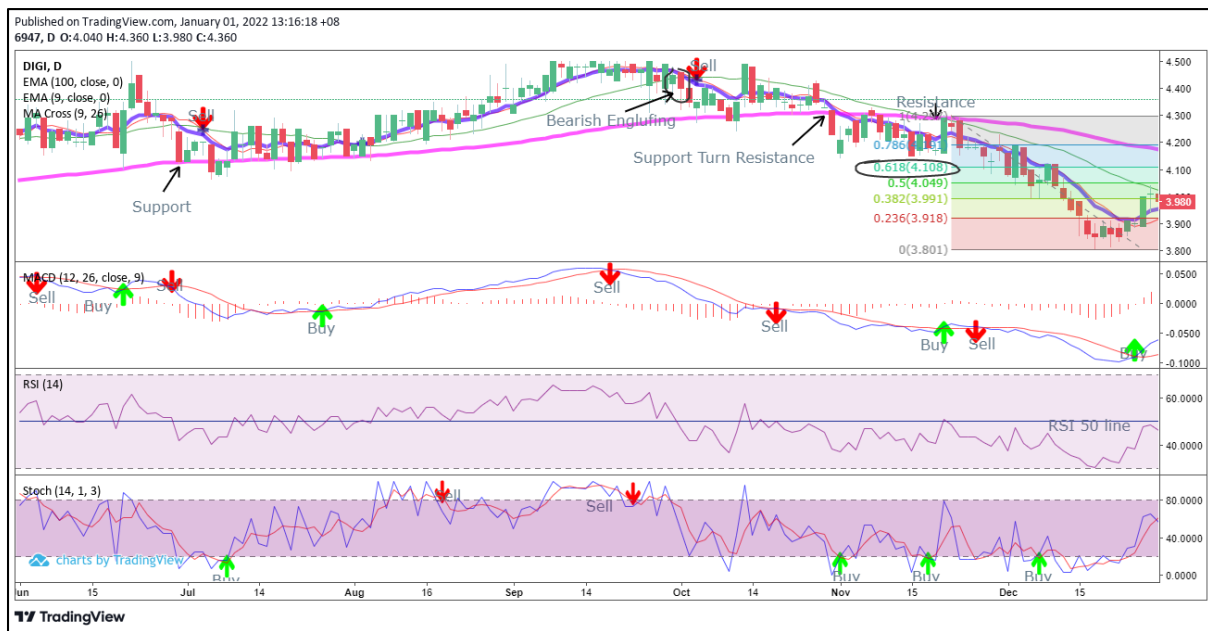 Published on TradingView.com, January 01, 2022 13:16:18 +08
6947, D O:4.040 H:4.360 L:3.980 C:4.360
DIGI, D
EMA (100, close, 0)
EMA (9, close, 0)
MA Cross (9, 26)
Sell
Sell
4.500
4.400
4.300
4.200
4.100
4.000
3.980
3.900
3.800
Bearish Englufing
Resistance
Support Turn Resistance
Support
0.618(4.108)
0.5(4.049)
0.382(3.991)
0.236(3.918)
0(3.801)
MACD (12, 26, close, 9)
Sell
Buy
Sell
Buy
Sell
Sell
Buy
Sell
Buy
0.0500
0.0000
-0.0500
-0.1000
RSI (14)
RSI 50 line
60.0000
40.0000
Stoch (14, 1, 3)
Sell
Sell
Buy
Buy
Buy
Buy
80.0000
40.0000
0.0000
charts by TradingView
15 Jul 14 Aug 16 Sep 14 Oct 14 Nov 15 Dec 15
TradingView